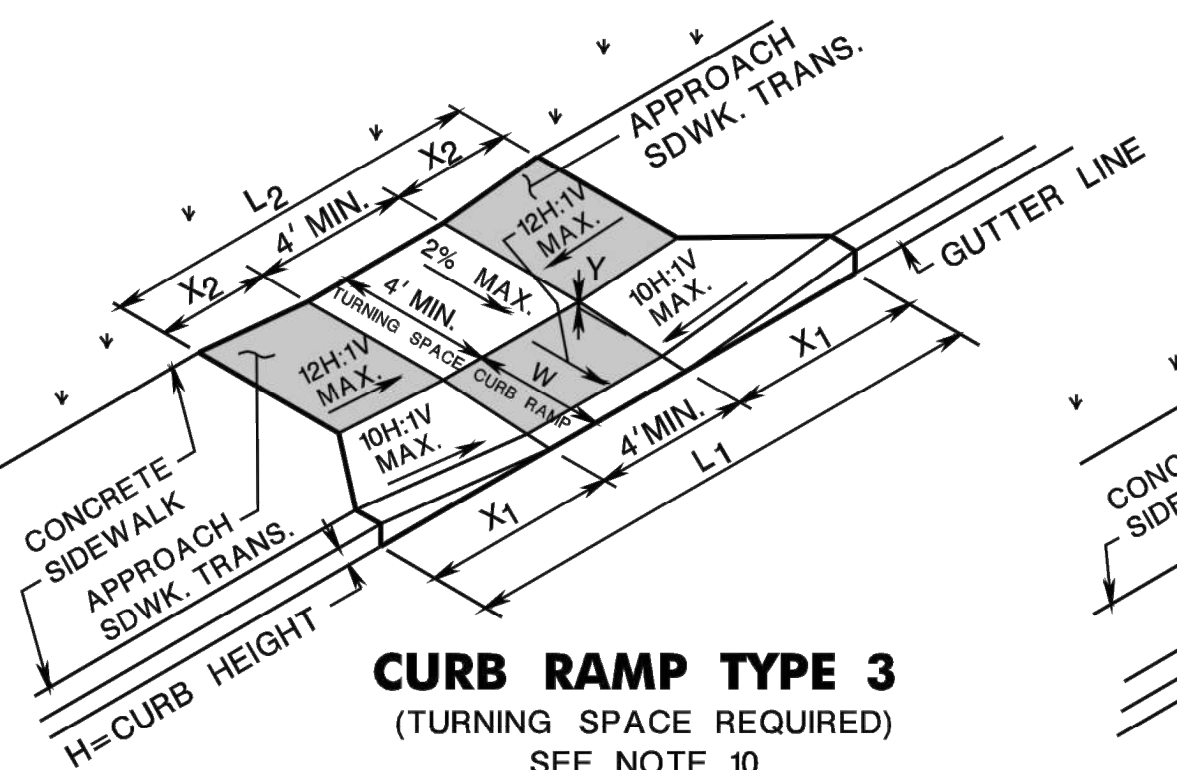 APPROACH
SDWK. TRANS.
GUTTER LINE
L2
X2
4' MIN.
X2
12H:1V
MAX.
2% MAX.
Y
10H:1V
MAX.
4' MIN.
TURNING SPACE
W
CURB RAMP
12H:1V
MAX.
10H:1V
MAX.
X1
4'MIN.
L1
X1
CONCRETE
SIDEWALK
APPROACH
SDWK. TRANS.
H=CURB HEIGHT
CURB RAMP TYPE 3
(TURNING SPACE REQUIRED)
SEE NOTE 10